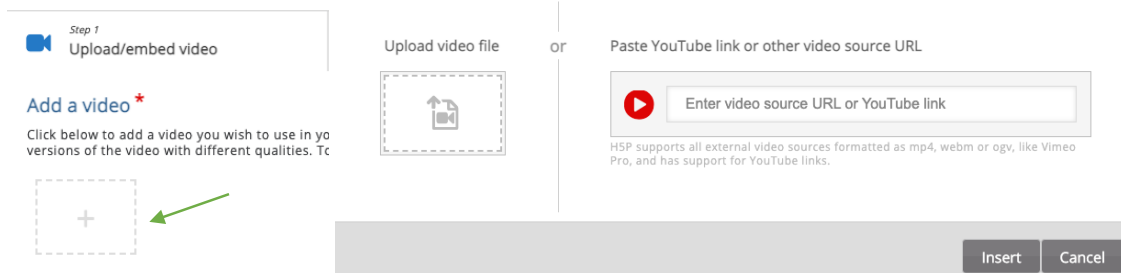 Step 1
Upload/embed video
Add a video *
Click below to add a video you wish to use in yo
versions of the video with different qualities. To
+
Upload video file
or
Paste YouTube link or other video source URL
Enter video source URL or YouTube link
H5P supports all external video sources formatted as mp4, webm or ogv, like Vimeo
Pro, and has support for YouTube links.
Insert
Cancel